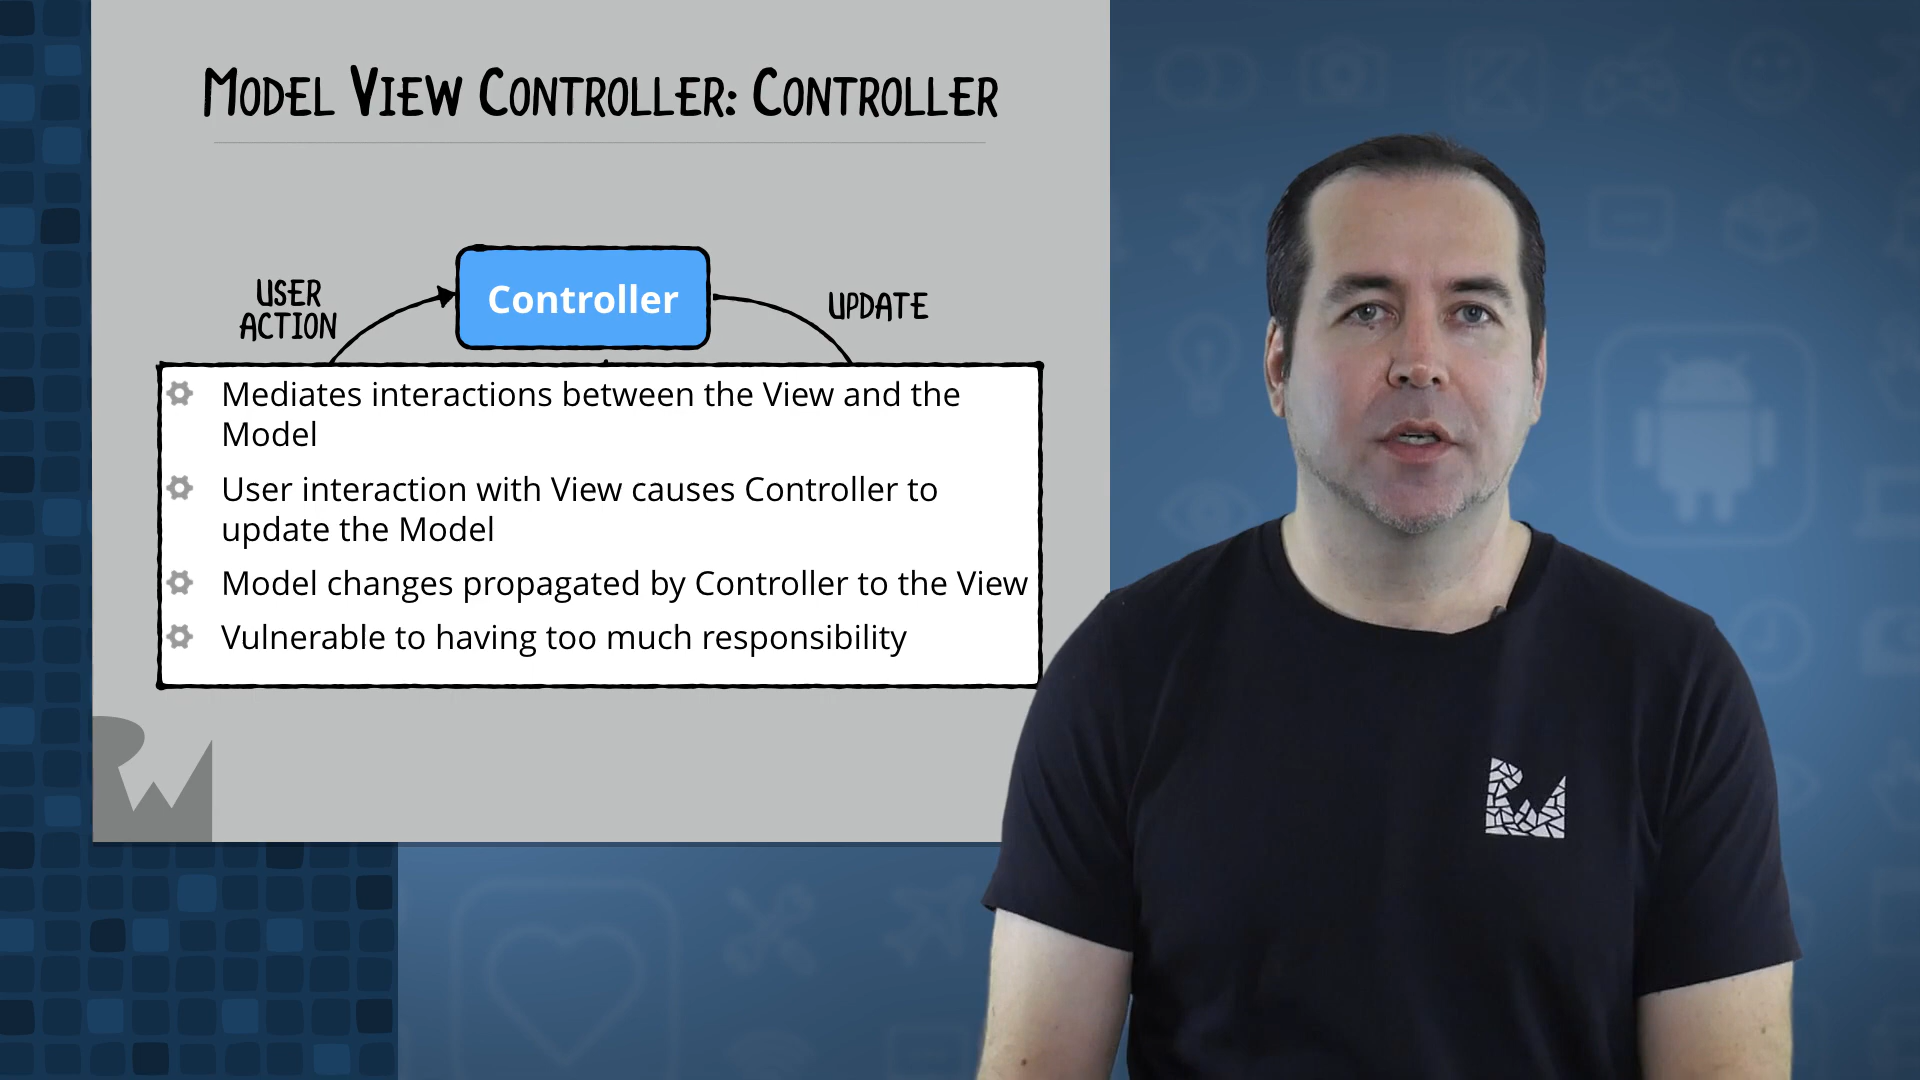 Model View Controller: Controller
USER
ACTION
Controller
UPDATE
Mediates interactions between the View and the
Model
User interaction with View causes Controller to
update the Model
Model changes propagated by Controller to the View
Vulnerable to having too much responsibility
RW
RW